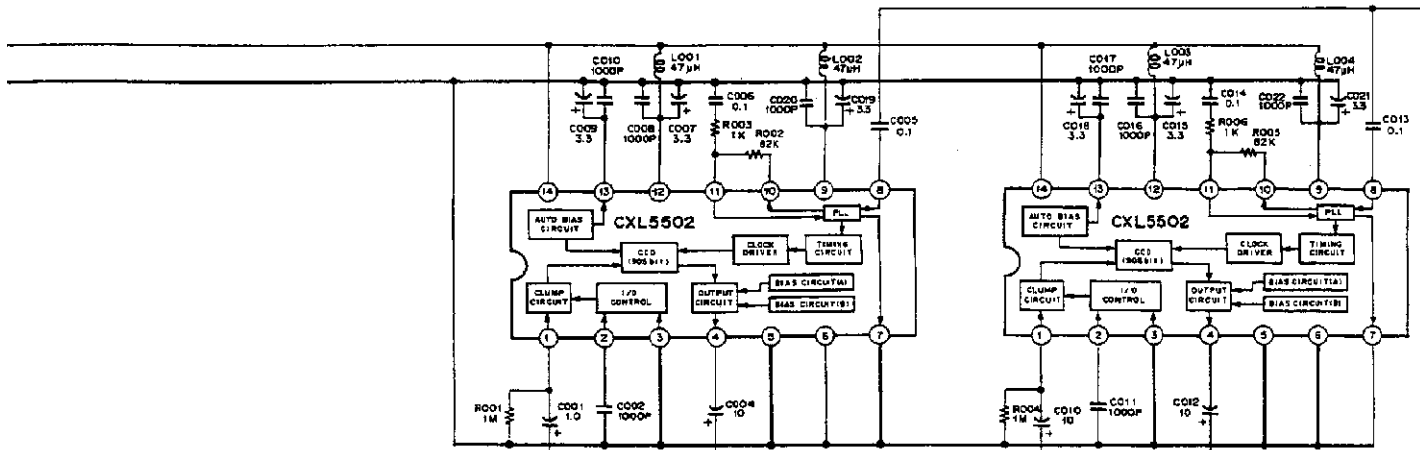 C010
1000P
L001
47μH
L002
47μH
C017
1000P
L003
47μH
L004
47μH
C009
3.3
C008
1000P
C007
3.3
C006
0.1
R003
1K
R002
82K
C020
1000P
C019
3.3
C005
0.1
C018
3.3
C016
1000P
C015
3.3
C014
0.1
R006
1K
R005
82K
C022
1000P
C021
3.3
C013
0.1
14 13 12 11 10 9 8
14 13 12 11 10 9 8
CXL5502
AUTO BIAS
CIRCUIT
PLL
CCD
(905bit)
CLOCK
DRIVER
TIMING
CIRCUIT
CLUMP
CIRCUIT
I/O
CONTROL
OUTPUT
CIRCUIT
BIAS CIRCUIT(A)
BIAS CIRCUIT(B)
1 2 3 4 5 6 7
CXL5502
AUTO BIAS
CIRCUIT
PLL
CCD
(905bit)
CLOCK
DRIVER
TIMING
CIRCUIT
CLUMP
CIRCUIT
I/O
CONTROL
OUTPUT
CIRCUIT
BIAS CIRCUIT(A)
BIAS CIRCUIT(B)
1 2 3 4 5 6 7
R001
1M
C001
1.0
C002
1000P
C004
10
R004
1M
C010
10
C011
1000P
C012
10